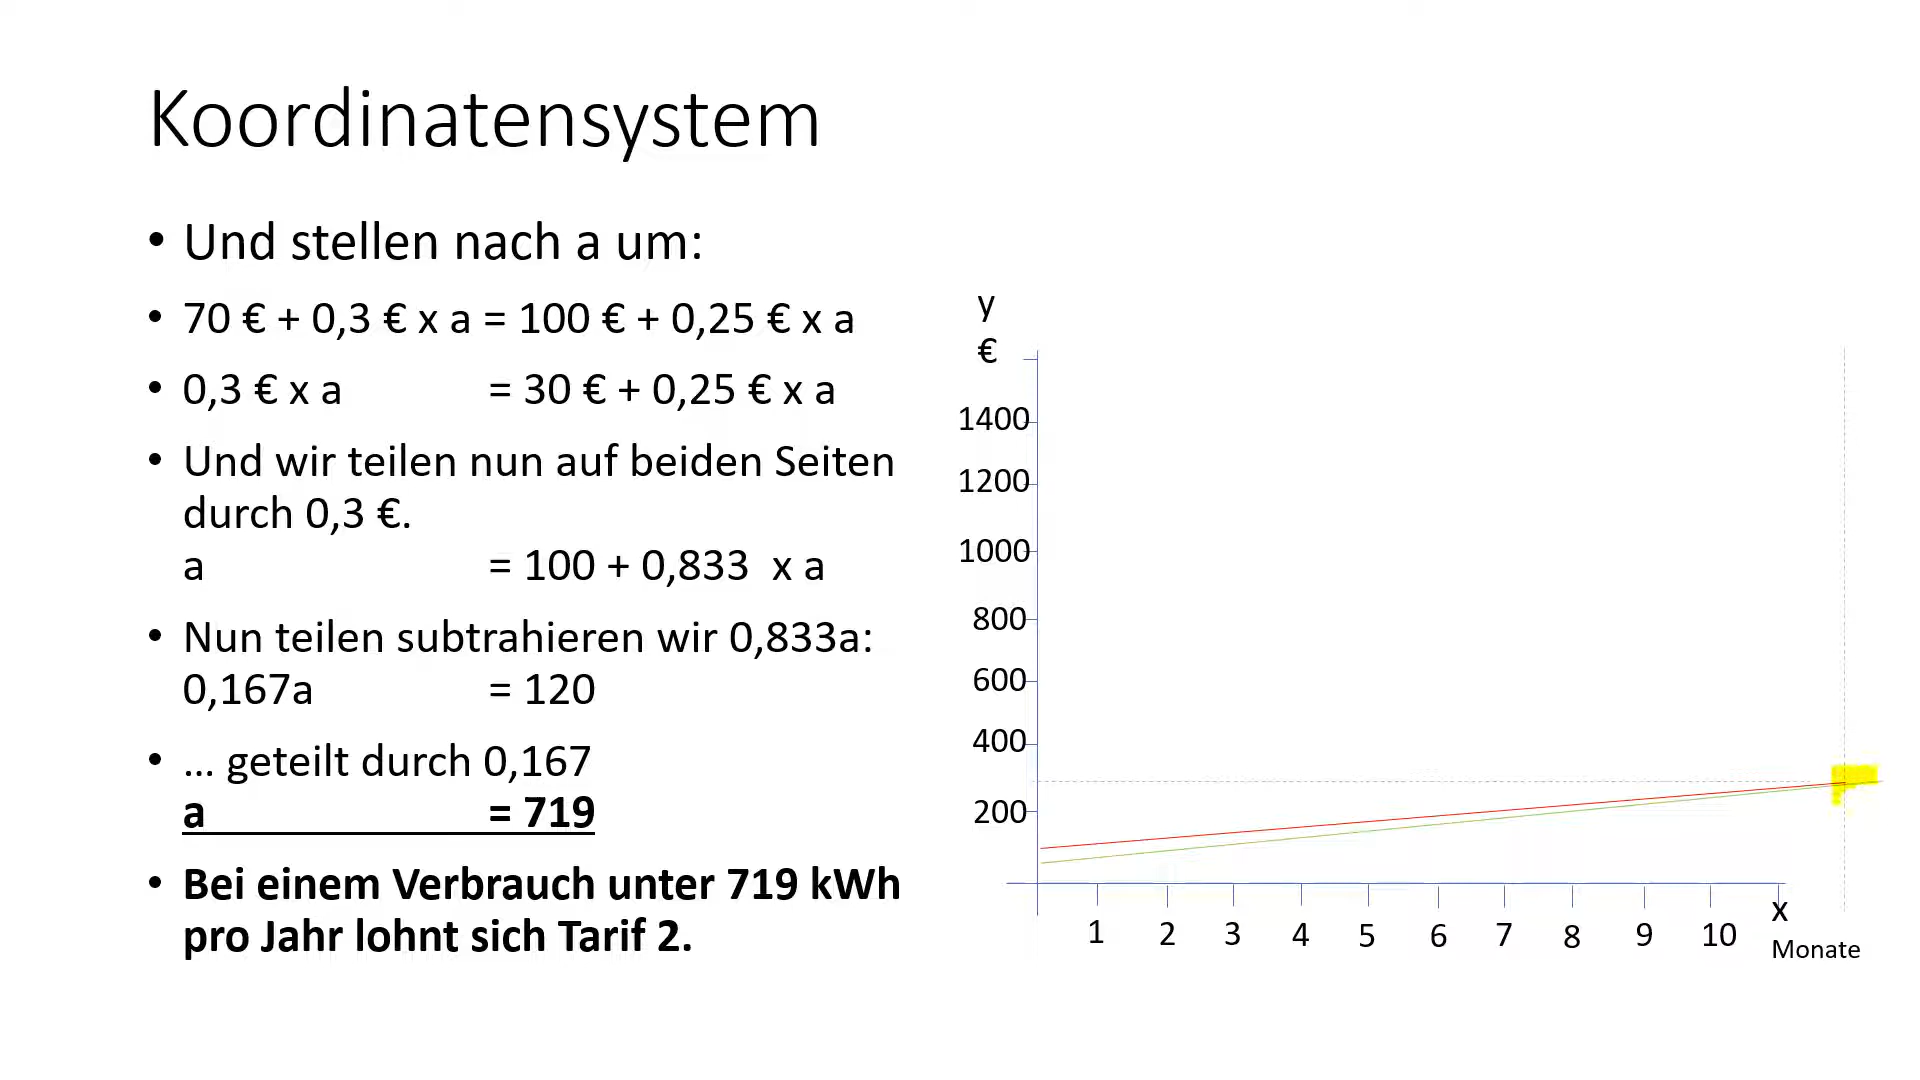 Koordinatensystem
• Und stellen nach a um:
• 70 € + 0,3 € x a = 100 € + 0,25 € x a
• 0,3 € x a = 30 € + 0,25 € x a
• Und wir teilen nun auf beiden Seiten
durch 0,3 €.
a = 100 + 0,833 x a
• Nun teilen subtrahieren wir 0,833a:
0,167a = 120
• … geteilt durch 0,167
a = 719
• Bei einem Verbrauch unter 719 kWh
pro Jahr lohnt sich Tarif 2.
y
€
1400
1200
1000
800
600
400
200
1 2 3 4 5 6 7 8 9 10
x
Monate